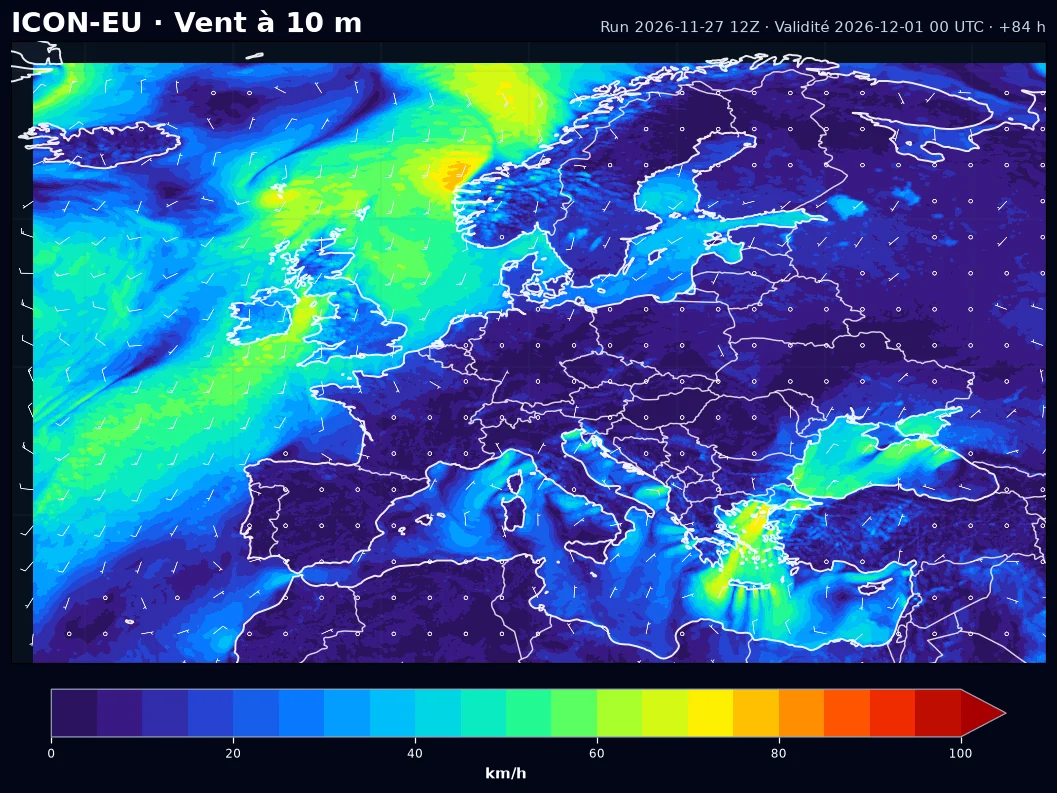 ICON-EU · Vent à 10 m
Run 2026-11-27 12Z · Validité 2026-12-01 00 UTC · +84 h
0 20 40 60 80 100
km/h